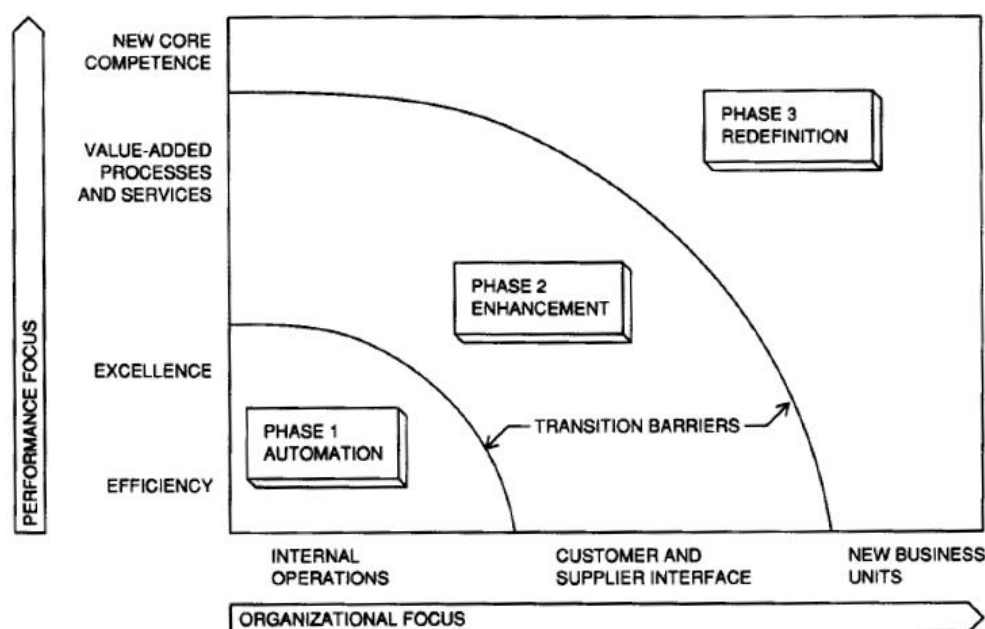 NEW CORE
COMPETENCE
VALUE-ADDED
PROCESSES
AND SERVICES
EXCELLENCE
EFFICIENCY
PERFORMANCE FOCUS
PHASE 3
REDEFINITION
PHASE 2
ENHANCEMENT
PHASE 1
AUTOMATION
TRANSITION BARRIERS
INTERNAL
OPERATIONS
CUSTOMER AND
SUPPLIER INTERFACE
NEW BUSINESS
UNITS
ORGANIZATIONAL FOCUS